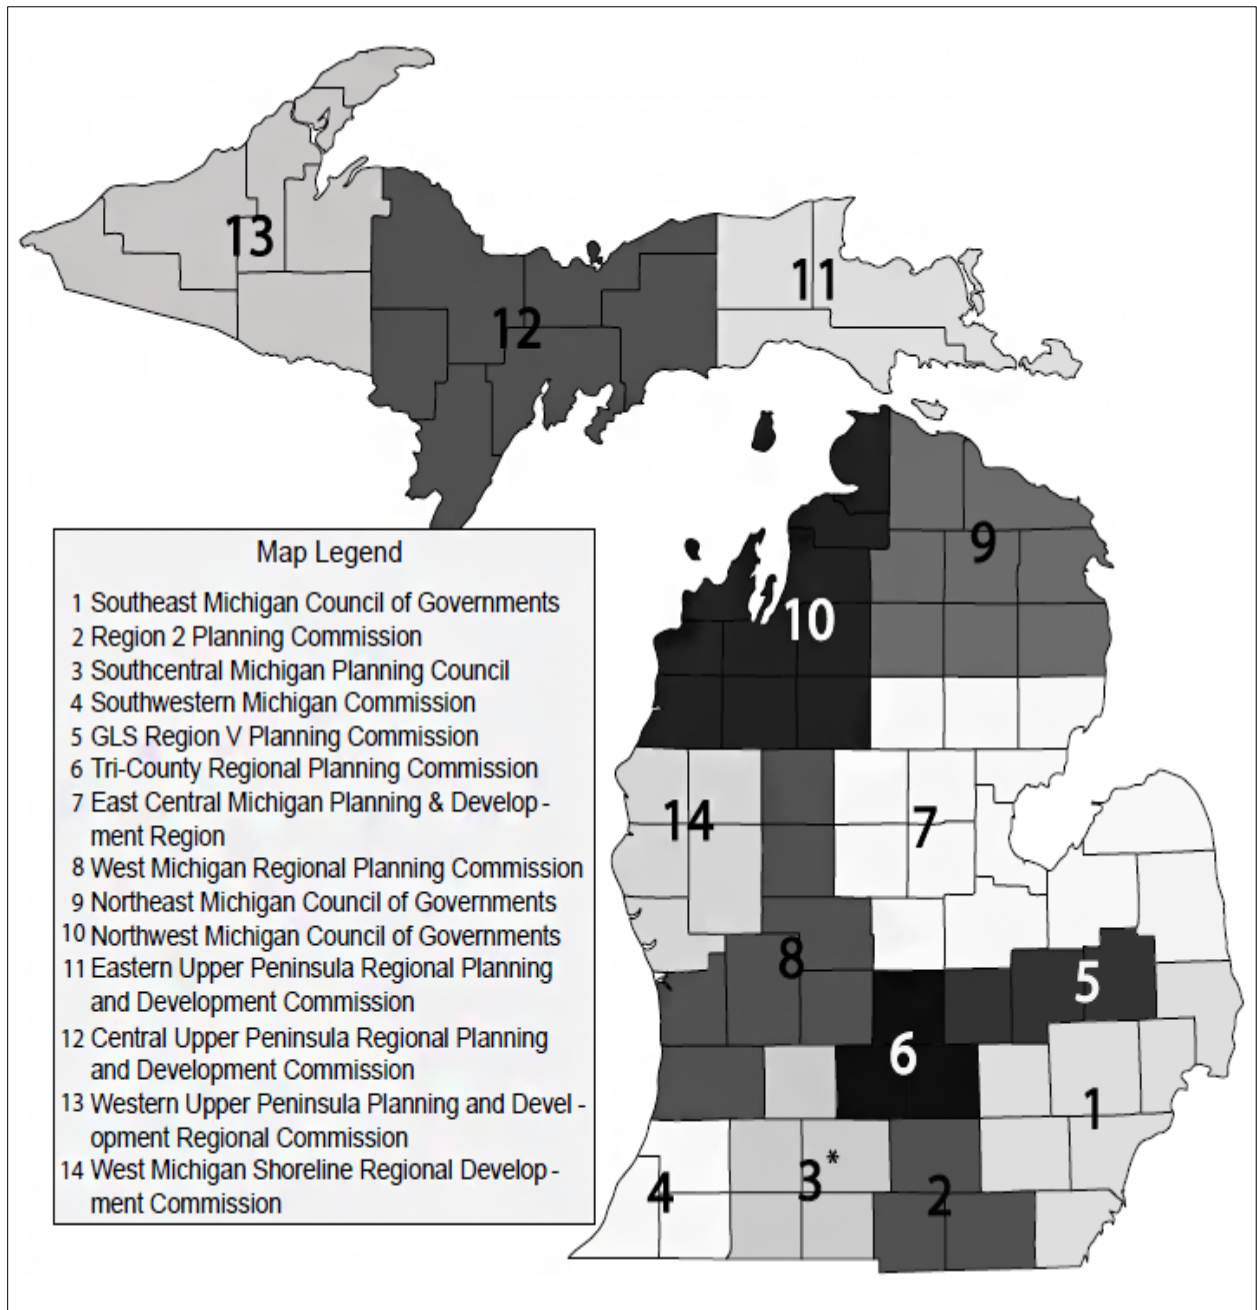 13
11
12
9
10
Map Legend
1 Southeast Michigan Council of Governments
2 Region 2 Planning Commission
3 Southcentral Michigan Planning Council
4 Southwestern Michigan Commission
5 GLS Region V Planning Commission
6 Tri-County Regional Planning Commission
7 East Central Michigan Planning & Develop -
ment Region
8 West Michigan Regional Planning Commission
9 Northeast Michigan Council of Governments
10 Northwest Michigan Council of Governments
11 Eastern Upper Peninsula Regional Planning
and Development Commission
12 Central Upper Peninsula Regional Planning
and Development Commission
13 Western Upper Peninsula Planning and Devel -
opment Regional Commission
14 West Michigan Shoreline Regional Develop -
ment Commission
14
7
8
5
6
1
3*
4
2